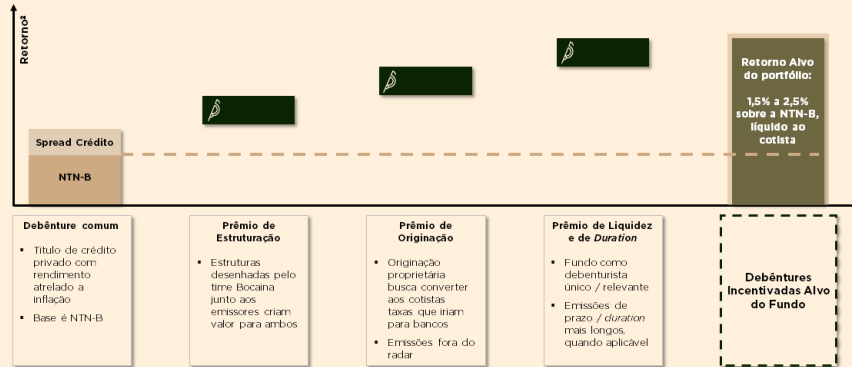 Retorno²
Spread Crédito
NTN-B
Retorno Alvo
do portfólio:
1,5% a 2,5%
sobre a NTN-B,
líquido ao
cotista
Debênture comum
▪ Título de crédito
privado com
rendimento
atrelado a
inflação
▪ Base é NTN-B
Prêmio de
Estruturação
▪ Estruturas
desenhadas pelo
time Bocaina
junto aos
emissores criam
valor para ambos
Prêmio de
Originação
▪ Originação
proprietária
busca converter
aos cotistas
taxas que iriam
para bancos
▪ Emissões fora do
radar
Prêmio de Liquidez
e de Duration
▪ Fundo como
debenturista
único / relevante
▪ Emissões de
prazo / duration
mais longos,
quando aplicável
Debêntures
Incentivadas Alvo
do Fundo